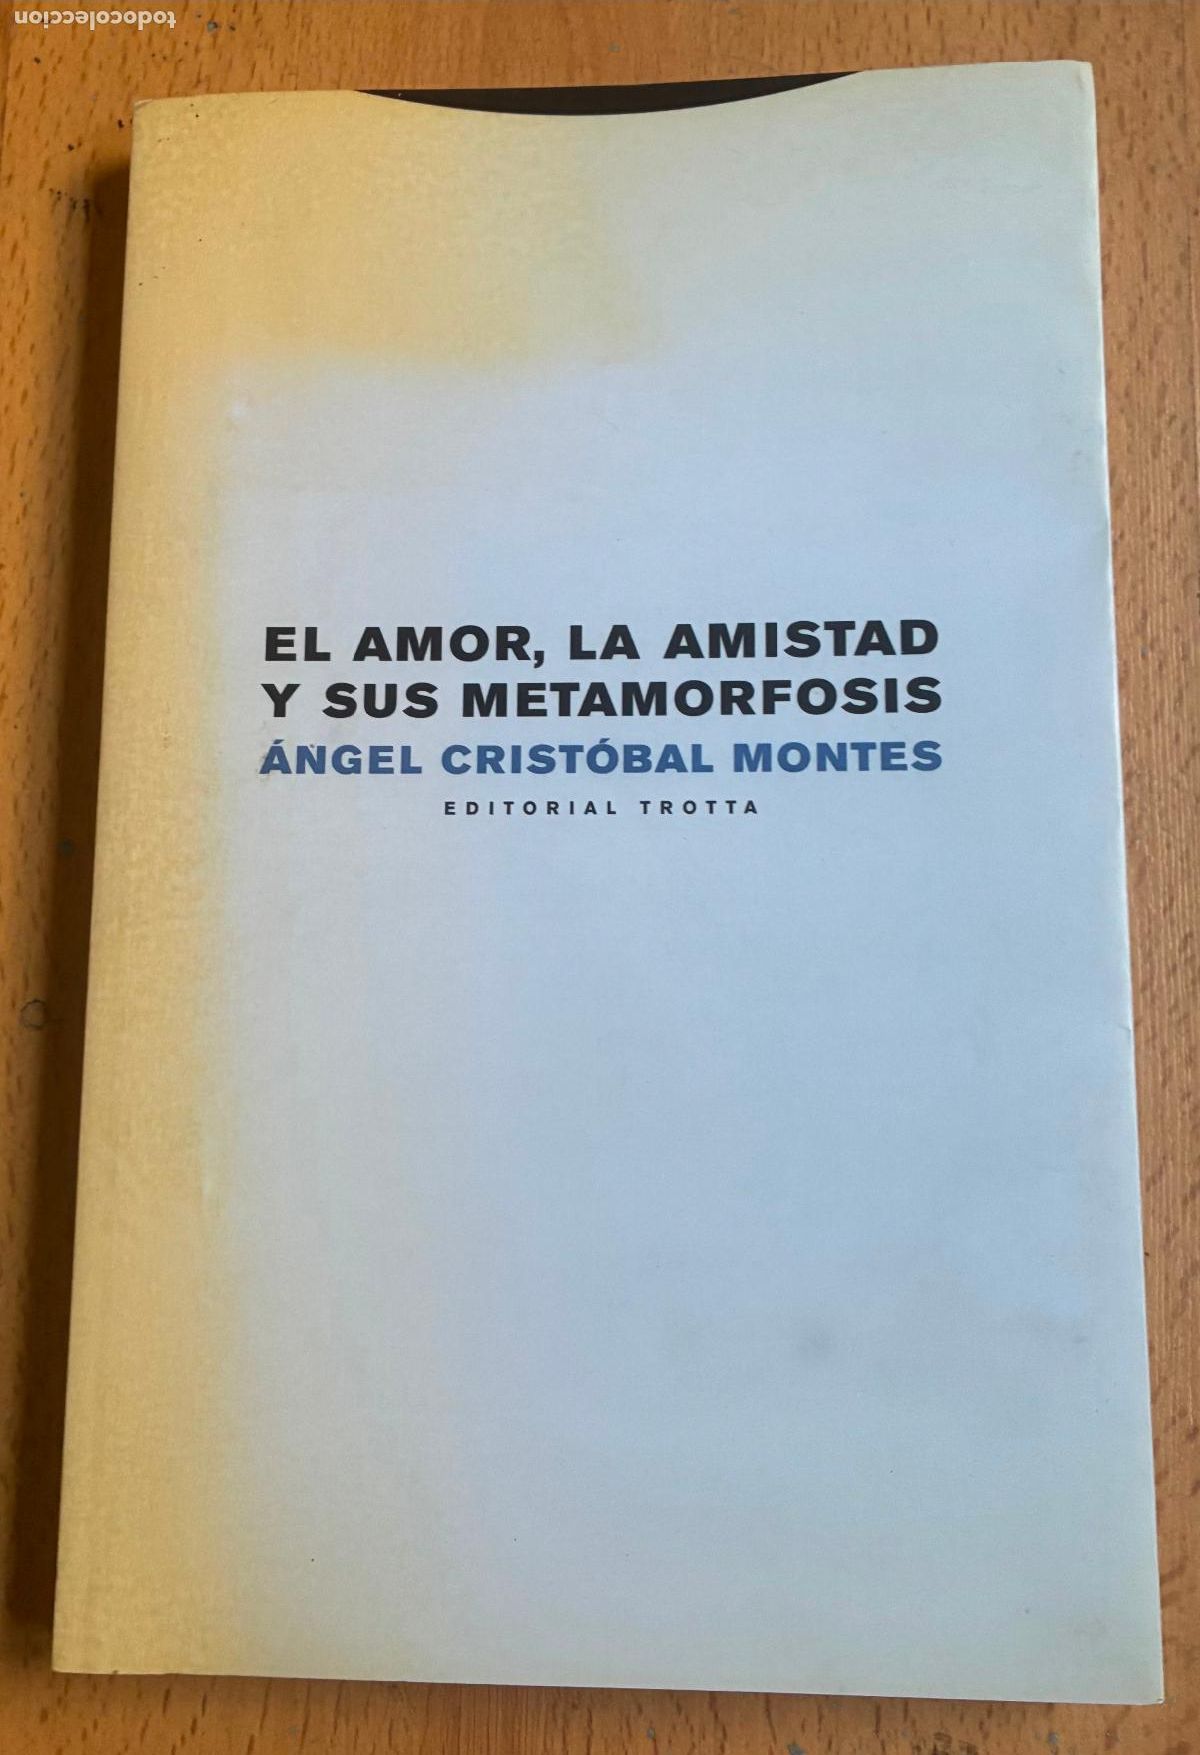 todocoleccion
EL AMOR, LA AMISTAD
Y SUS METAMORFOSIS
ÁNGEL CRISTÓBAL MONTES
EDITORIAL TROTTA